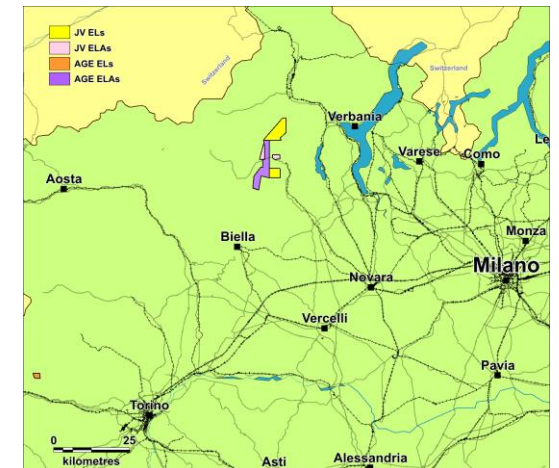 JV ELs
JV ELAs
AGE ELs
AGE ELAs
Switzerland
Switzerland
Verbania
Varese
Como
Le
Aosta
Biella
Monza
Milano
Novara
Vercelli
Pavia
Torino
0 25
kilometres
Asti
Alessandria